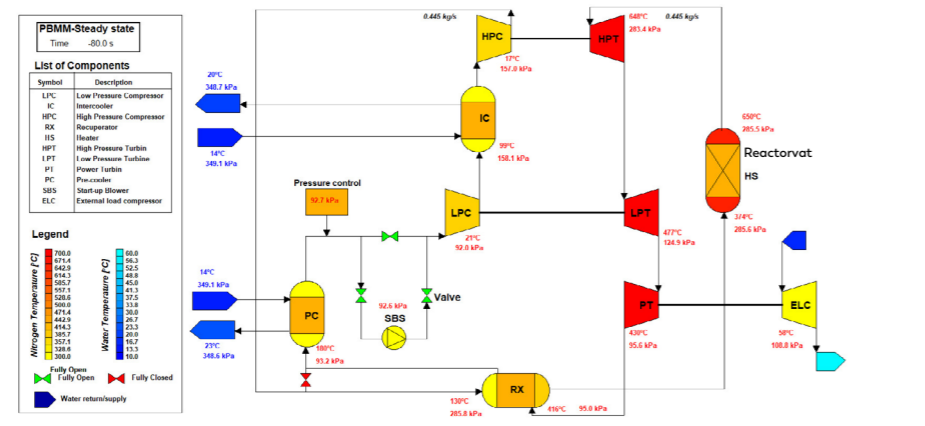 PBMM-Steady state
Time -80.0 s
List of Components
Symbol Description
LPC Low Pressure Compressor
IC Intercooler
HPC High Pressure Compressor
RX Recuperator
HS Heater
HPT High Pressure Turbin
LPT Low Pressure Turbine
PT Power Turbin
PC Pre-cooler
SBS Start-up Blower
ELC External load compressor
Legend
Nitrogen Temperature [C]
700.0
671.4
642.9
614.3
585.7
557.1
528.6
500.0
471.4
442.9
414.3
385.7
357.1
328.6
300.0
Water Temperature [C]
60.0
56.3
52.5
48.8
45.0
41.3
37.5
33.8
30.0
26.7
23.3
20.0
16.7
13.3
10.0
Fully Open
Fully Open Fully Closed
Water return/supply
0.445 kg/s
HPC
17°C
157.0 kPa
HPT
648°C
283.4 kPa
0.445 kg/s
20°C
348.7 kPa
14°C
349.1 kPa
IC
99°C
158.1 kPa
650°C
285.5 kPa
Reactorvat
HS
374°C
285.6 kPa
Pressure control
92.7 kPa
LPC
21°C
92.0 kPa
LPT
477°C
124.9 kPa
14°C
349.1 kPa
PC
23°C
348.6 kPa
180°C
93.2 kPa
92.6 kPa
Valve
SBS
PT
430°C
95.6 kPa
ELC
58°C
108.8 kPa
RX
130°C
285.8 kPa
416°C 95.0 kPa